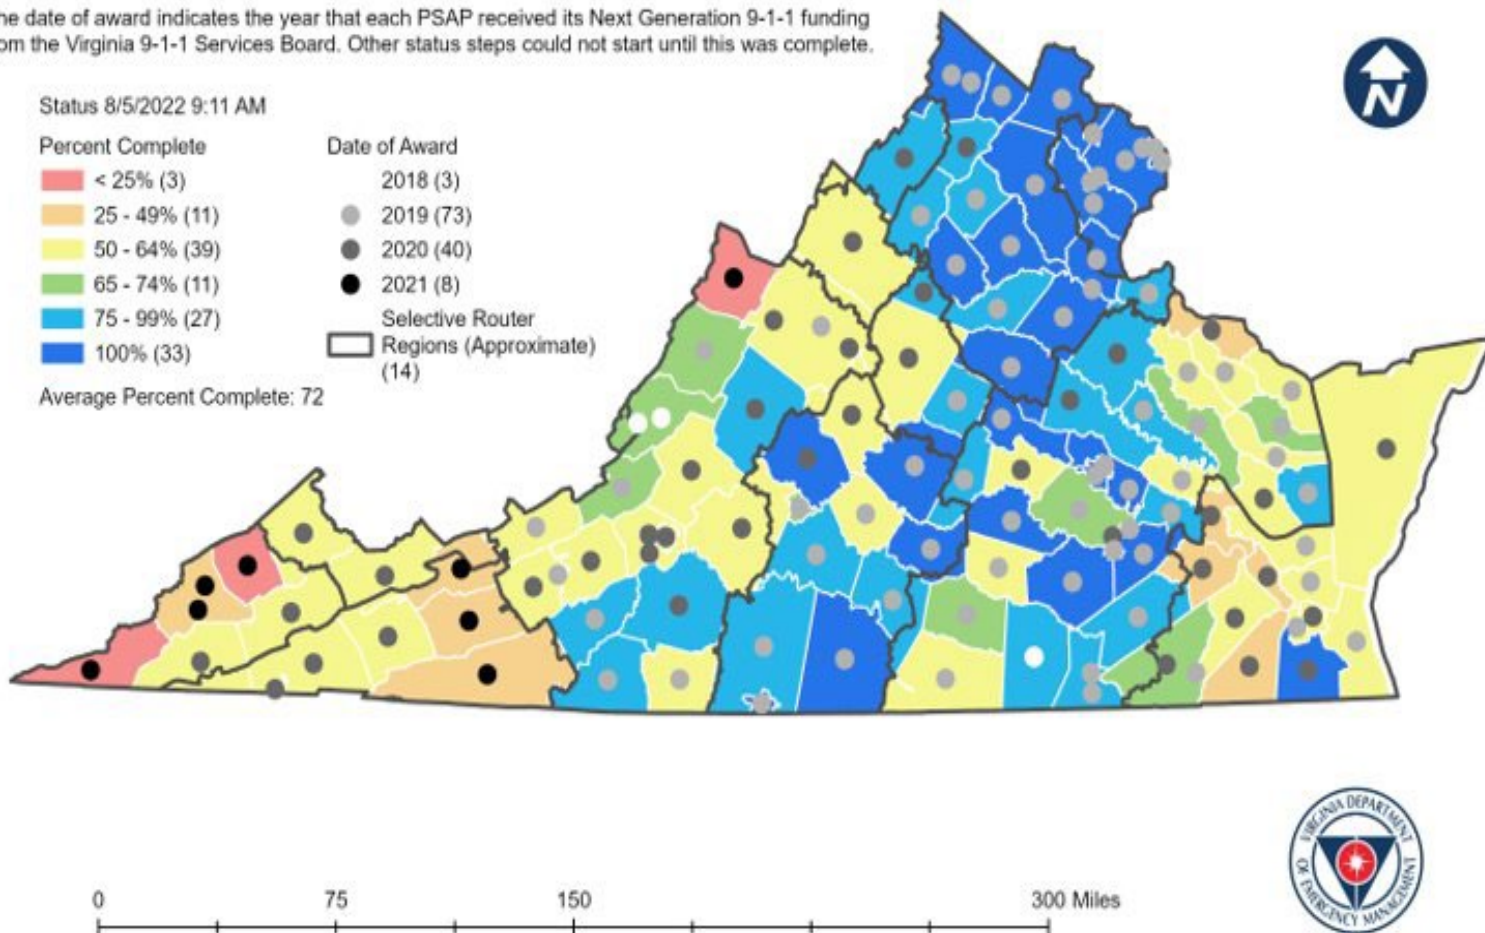 he date of award indicates the year that each PSAP received its Next Generation 9-1-1 funding
om the Virginia 9-1-1 Services Board. Other status steps could not start until this was complete.
N
Status 8/5/2022 9:11 AM
Percent Complete
< 25% (3)
25 - 49% (11)
50 - 64% (39)
65 - 74% (11)
75 - 99% (27)
100% (33)
Average Percent Complete: 72
Date of Award
2018 (3)
2019 (73)
2020 (40)
2021 (8)
Selective Router
Regions (Approximate)
(14)
VIRGINIA DEPARTMENT
OF EMERGENCY MANAGEMENT
0 75 150 300 Miles